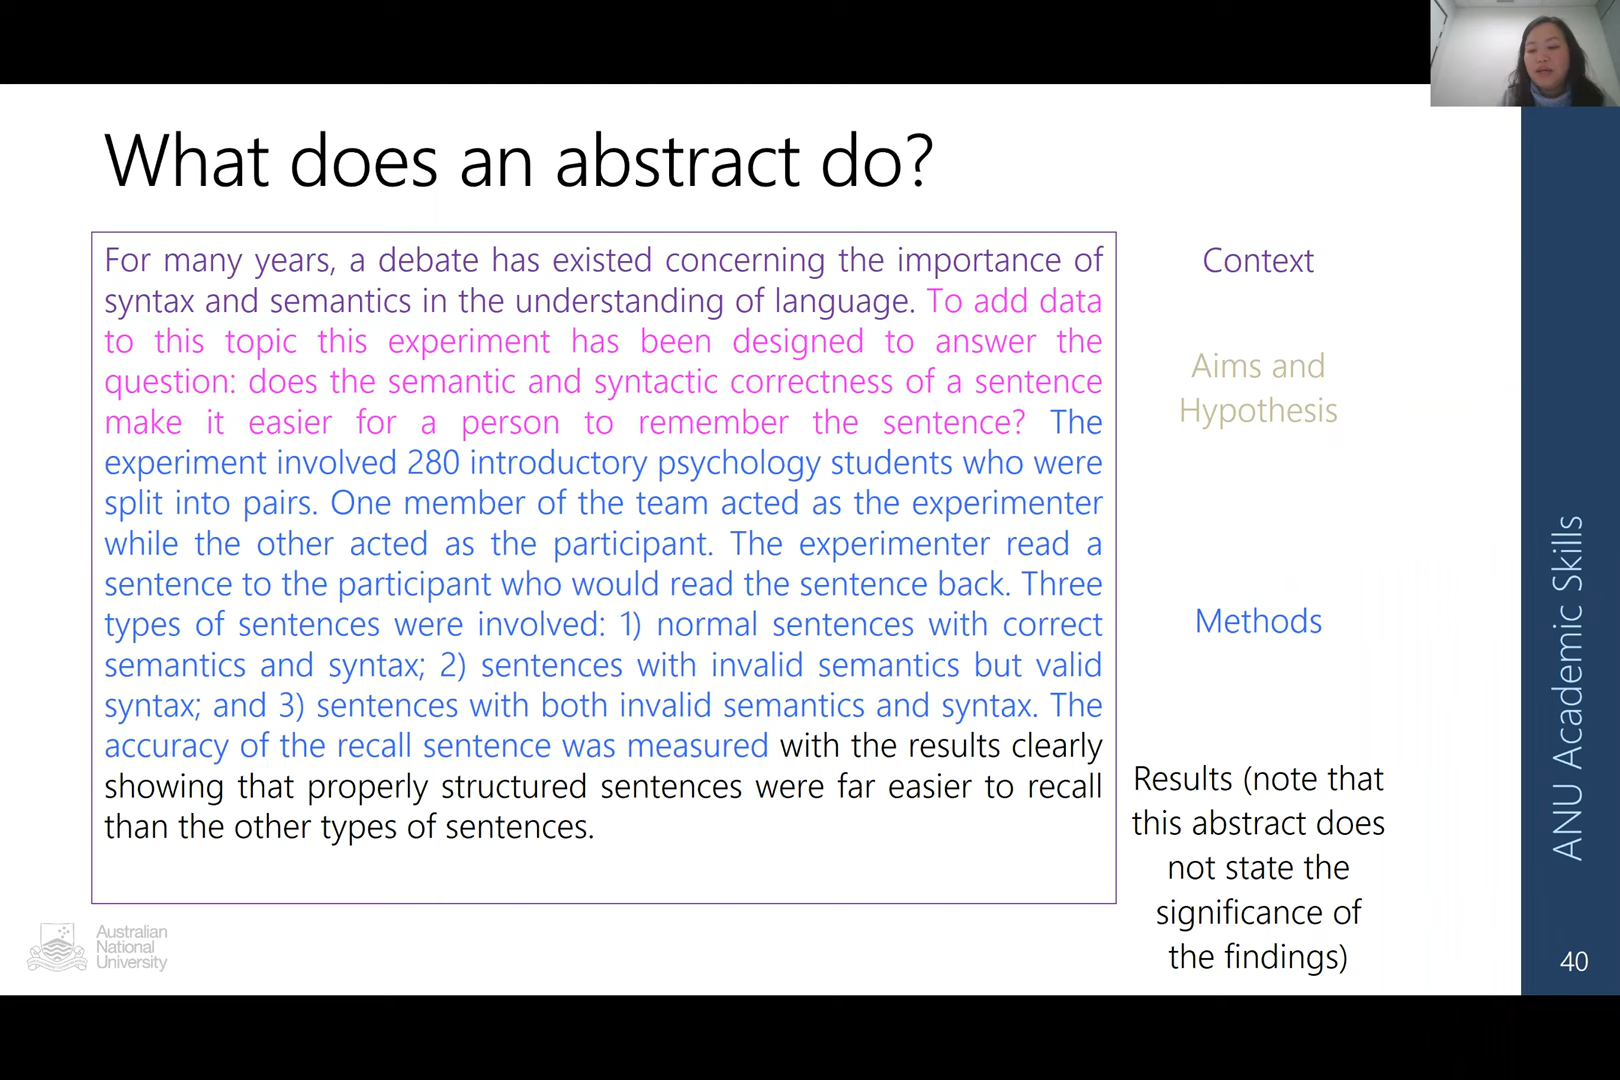 What does an abstract do?
For many years, a debate has existed concerning the importance of
syntax and semantics in the understanding of language. To add data
to this topic this experiment has been designed to answer the
question: does the semantic and syntactic correctness of a sentence
make it easier for a person to remember the sentence? The
experiment involved 280 introductory psychology students who were
split into pairs. One member of the team acted as the experimenter
while the other acted as the participant. The experimenter read a
sentence to the participant who would read the sentence back. Three
types of sentences were involved: 1) normal sentences with correct
semantics and syntax; 2) sentences with invalid semantics but valid
syntax; and 3) sentences with both invalid semantics and syntax. The
accuracy of the recall sentence was measured with the results clearly
showing that properly structured sentences were far easier to recall
than the other types of sentences.
Context
Aims and
Hypothesis
Methods
Results (note that
this abstract does
not state the
significance of
the findings)
ANU Academic Skills
40
Australian
National
University